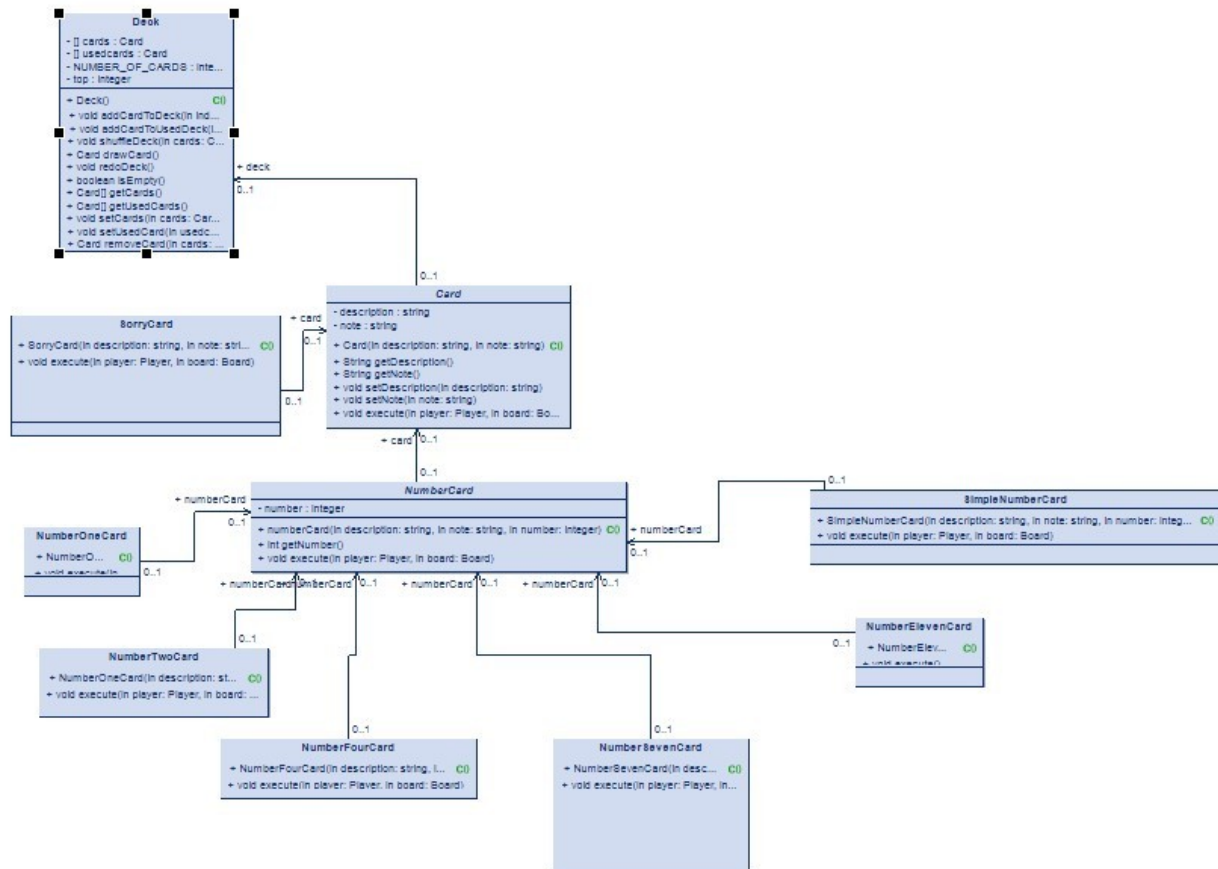 Deck
- [] cards : Card
- [] usedcards : Card
- NUMBER_OF_CARDS : Inte...
- top : Integer
+ Deck() C()
+ void addCardToDeck(in ind...
+ void addCardToUsedDeck(i...
+ void shuffleDeck(in cards: C...
+ Card drawCard()
+ void redoDeck()
+ boolean isEmpty()
+ Card[] getCards()
+ Card[] getUsedCards()
+ void setCards(in cards: Car...
+ void setUsedCard(in usedc...
+ Card removeCard(in cards: ...
+ deck
0..1
0..1
Card
- description : string
- note : string
+ Card(in description: string, in note: string) C()
+ String getDescription()
+ String getNote()
+ void setDescription(in description: string)
+ void setNote(in note: string)
+ void execute(in player: Player, in board: Bo...
SorryCard
+ SorryCard(in description: string, in note: stri... C()
+ void execute(in player: Player, in board: Board)
+ card
0..1
0..1
+ card 0..1
0..1
NumberCard
- number : Integer
+ numberCard(in description: string, in note: string, in number: Integer) C()
+ int getNumber()
+ void execute(in player: Player, in board: Board)
+ numberCard
0..1
NumberOneCard
+ NumberO... C()
+ void execute(in
0..1
0..1
SimpleNumberCard
+ SimpleNumberCard(in description: string, in note: string, in number: Integ... C()
+ void execute(in player: Player, in board: Board)
+ numberCard
0..1
+ numberCard
numberCard 0..1
+ numberCard 0..1
+ numberCard 0..1
0..1
NumberTwoCard
+ NumberOneCard(in description: st... C()
+ void execute(in player: Player, in board: ...
0..1
NumberElevenCard
+ NumberElev... C()
+ void execute()
0..1
NumberFourCard
+ NumberFourCard(in description: string, i... C()
+ void execute(in player: Player, in board: Board)
0..1
NumberSevenCard
+ NumberSevenCard(in desc... C()
+ void execute(in player: Player, in...